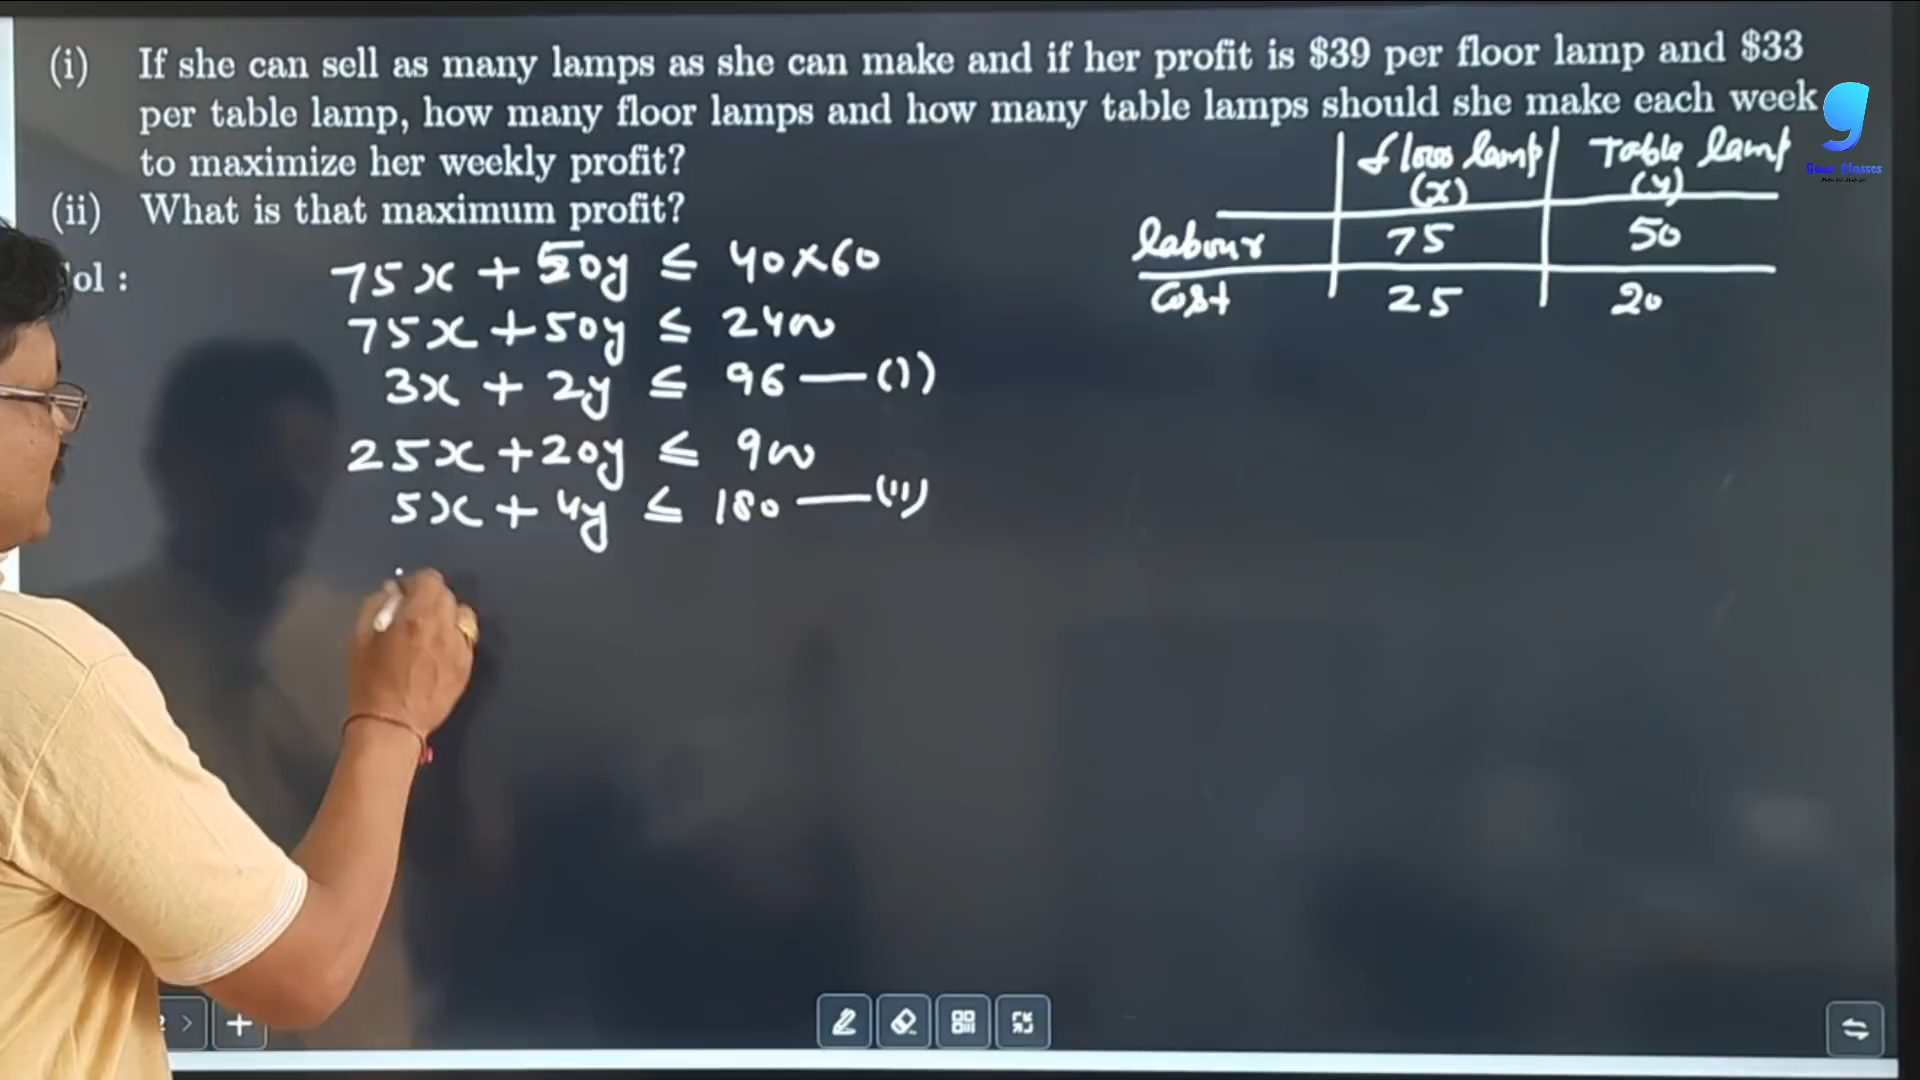 (i) If she can sell as many lamps as she can make and if her profit is $39 per floor lamp and $33
per table lamp, how many floor lamps and how many table lamps should she make each week
to maximize her weekly profit?
(ii) What is that maximum profit?
ol :
floor lamp (x) Table lamp (y)
labour 75 50
Cost 25 20
75x + 50y ≤ 40×60
75x + 50y ≤ 2400
3x + 2y ≤ 96 — (i)
25x + 20y ≤ 900
5x + 4y ≤ 180 — (ii)
g
Classes